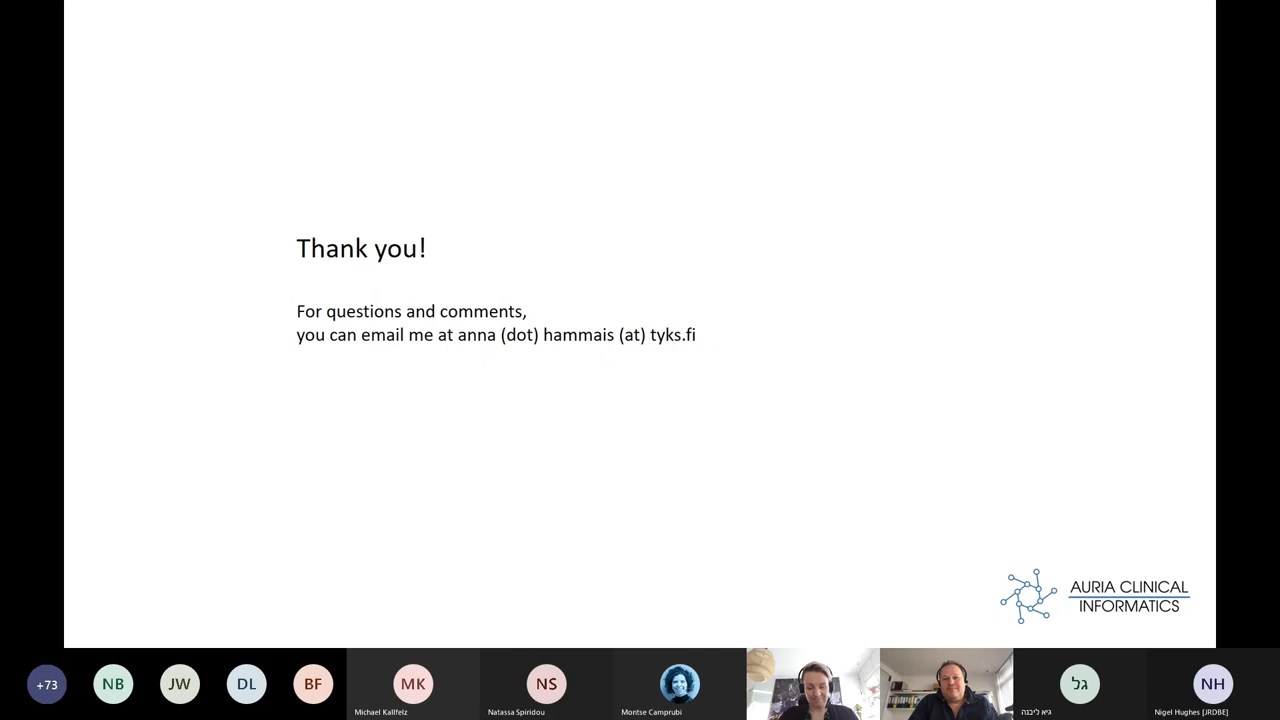 Thank you!
For questions and comments,
you can email me at anna (dot) hammais (at) tyks.fi
AURIA CLINICAL
INFORMATICS
+73
NB
JW
DL
BF
MK
NS
גל
NH
Michael Kallfelz
Natassa Spiridou
Montse Camprubi
גיא ליבנה
Nigel Hughes [JRDBE]